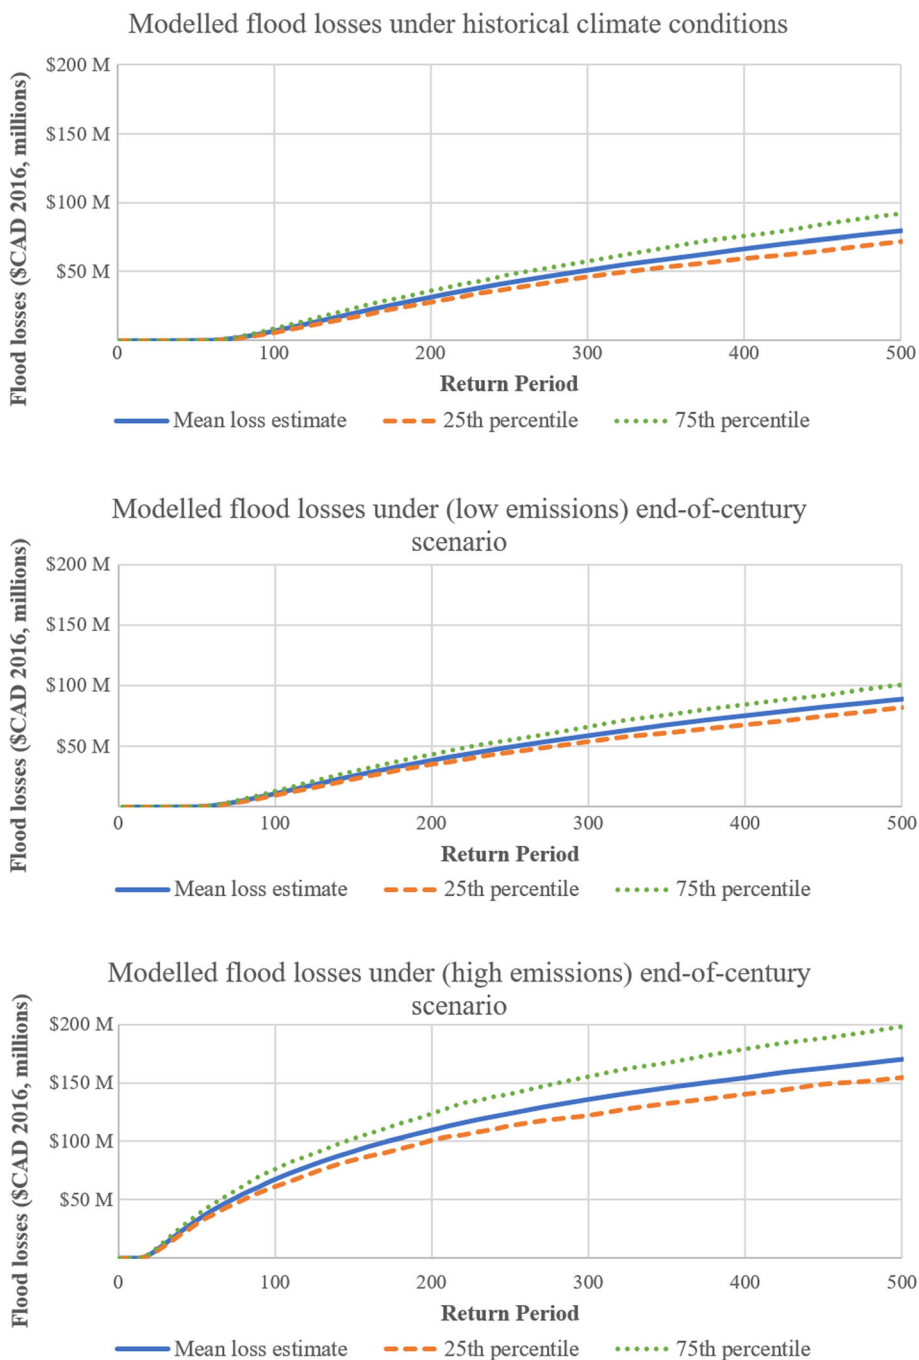 Modelled flood losses under historical climate conditions
Flood losses ($CAD 2016, millions)
$200 M
$150 M
$100 M
$50 M
0 100 200 300 400 500
Return Period
Mean loss estimate 25th percentile 75th percentile
Modelled flood losses under (low emissions) end-of-century
scenario
Flood losses ($CAD 2016, millions)
$200 M
$150 M
$100 M
$50 M
0 100 200 300 400 500
Return Period
Mean loss estimate 25th percentile 75th percentile
Modelled flood losses under (high emissions) end-of-century
scenario
Flood losses ($CAD 2016, millions)
$200 M
$150 M
$100 M
$50 M
0 100 200 300 400 500
Return Period
Mean loss estimate 25th percentile 75th percentile